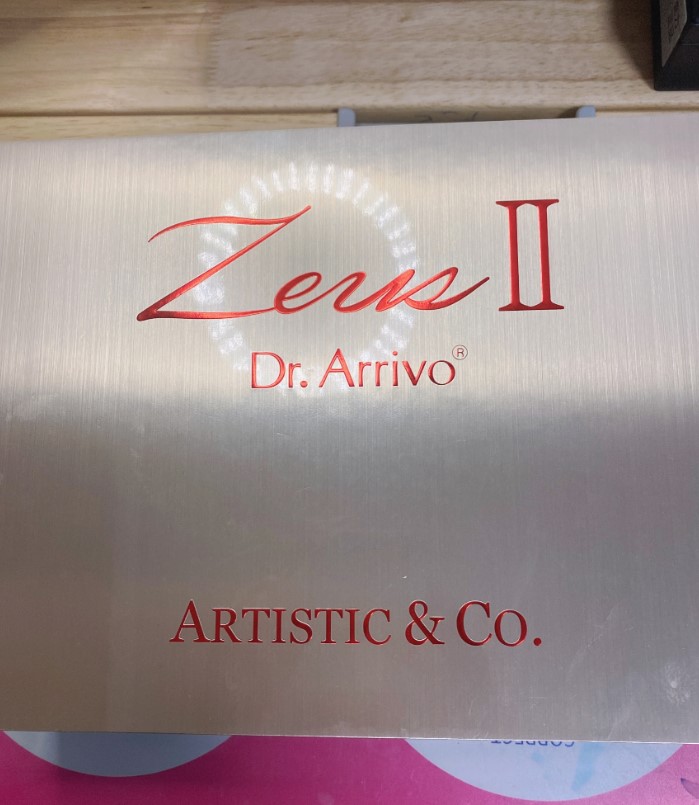 Zeus II
Dr. Arrivo®
ARTISTIC & CO.